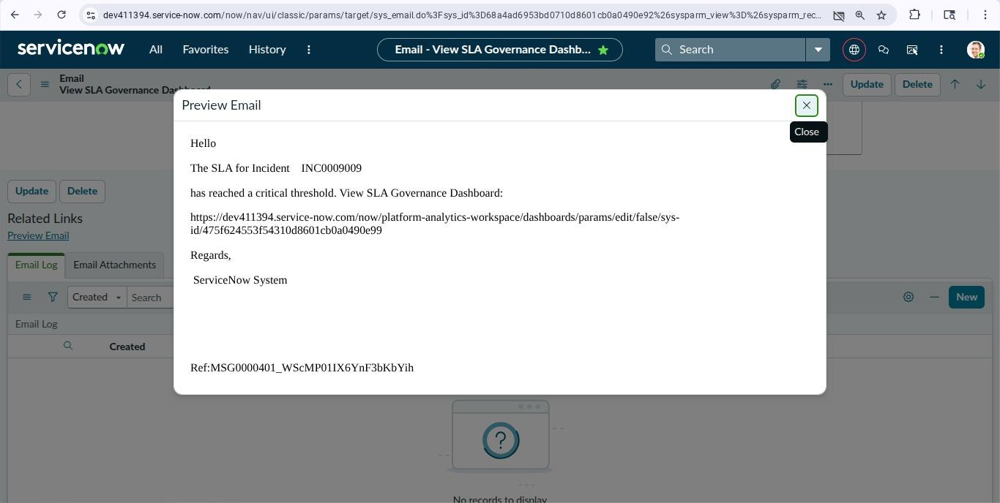 dev411394.service-now.com/now/nav/ui/classic/params/target/sys_email.do%3Fsys_id%3D68a4ad6953bd0710d8601cb0a0490e92%26sysparm_view%3D%26sysparm_rec...
servicenow
All
Favorites
History
Email - View SLA Governance Dashb...
Search
Email
View SLA Governance Dashboard
Update
Delete
Preview Email
Close
Hello
The SLA for Incident    INC0009009
has reached a critical threshold. View SLA Governance Dashboard:
https://dev411394.service-now.com/now/platform-analytics-workspace/dashboards/params/edit/false/sys-
id/475f624553f54310d8601cb0a0490e99
Regards,
ServiceNow System
Ref:MSG0000401_WScMP01IX6YnF3bKbYih
Update
Delete
Related Links
Preview Email
Email Log
Email Attachments
Created
Search
New
Email Log
Created
No records to display